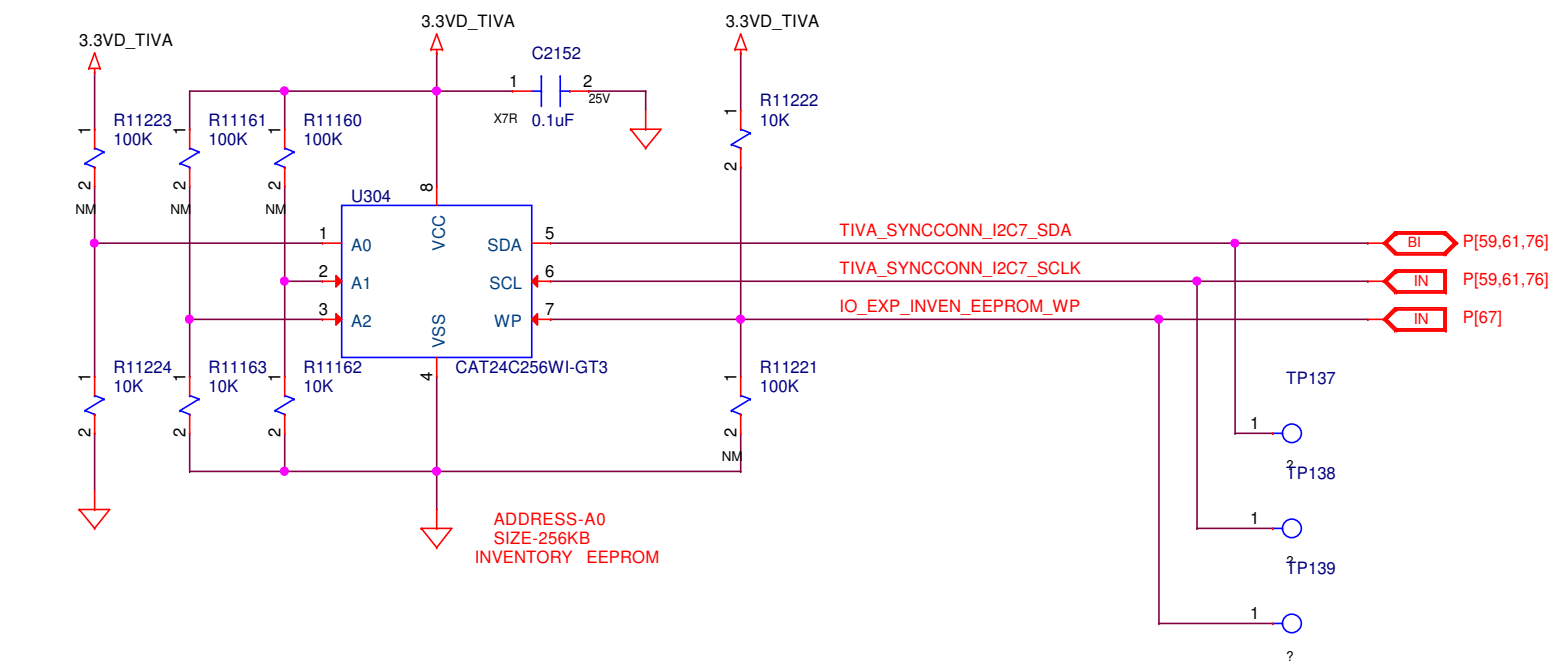 3.3VD_TIVA
3.3VD_TIVA
3.3VD_TIVA
C2152
1
2
25V
X7R
0.1uF
R11223
100K
1
2
NM
R11161
100K
1
2
NM
R11160
100K
1
2
NM
R11222
10K
1
2
U304
8
VCC
1
A0
2
A1
3
A2
VSS
4
SDA
5
SCL
6
WP
7
CAT24C256WI-GT3
TIVA_SYNCCONN_I2C7_SDA
BI
P[59,61,76]
TIVA_SYNCCONN_I2C7_SCLK
IN
P[59,61,76]
IO_EXP_INVEN_EEPROM_WP
IN
P[67]
R11224
10K
1
2
R11163
10K
1
2
R11162
10K
1
2
R11221
100K
1
2
NM
ADDRESS-A0
SIZE-256KB
INVENTORY EEPROM
TP137
1
?
TP138
1
?
TP139
1
?